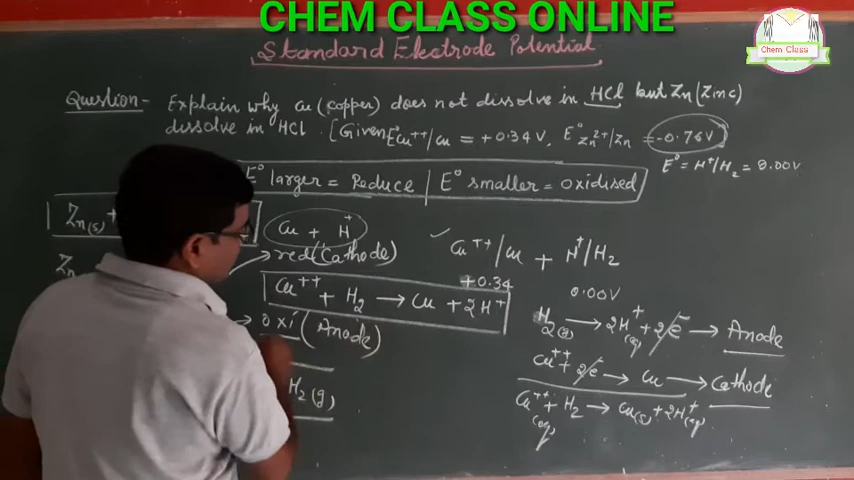 CHEM CLASS ONLINE
Chem Class
Standard Electrode Potential
Question- Explain why Cu (copper) does not dissolve in HCl but Zn (Zinc)
dissolve in HCl [Given E°Cu⁺⁺/Cu = +0.34 V, E°Zn²⁺/Zn = -0.76V
E° = H⁺/H₂ = 0.00V
E° larger = Reduce | E° smaller = oxidised
Zn(s) +
Zn
Cu + H⁺
red (Cathode)
Cu⁺⁺ + H₂ → Cu + 2H⁺
oxi (Anode)
H₂(g)
✓ Cu⁺⁺/Cu + H⁺/H₂
+0.34 0.00V
H₂(g) → 2H⁺(aq) + 2e⁻ → Anode
Cu⁺⁺ + 2e⁻ → Cu → Cathode
Cu⁺⁺(aq) + H₂ → Cu(s) + 2H⁺(aq)